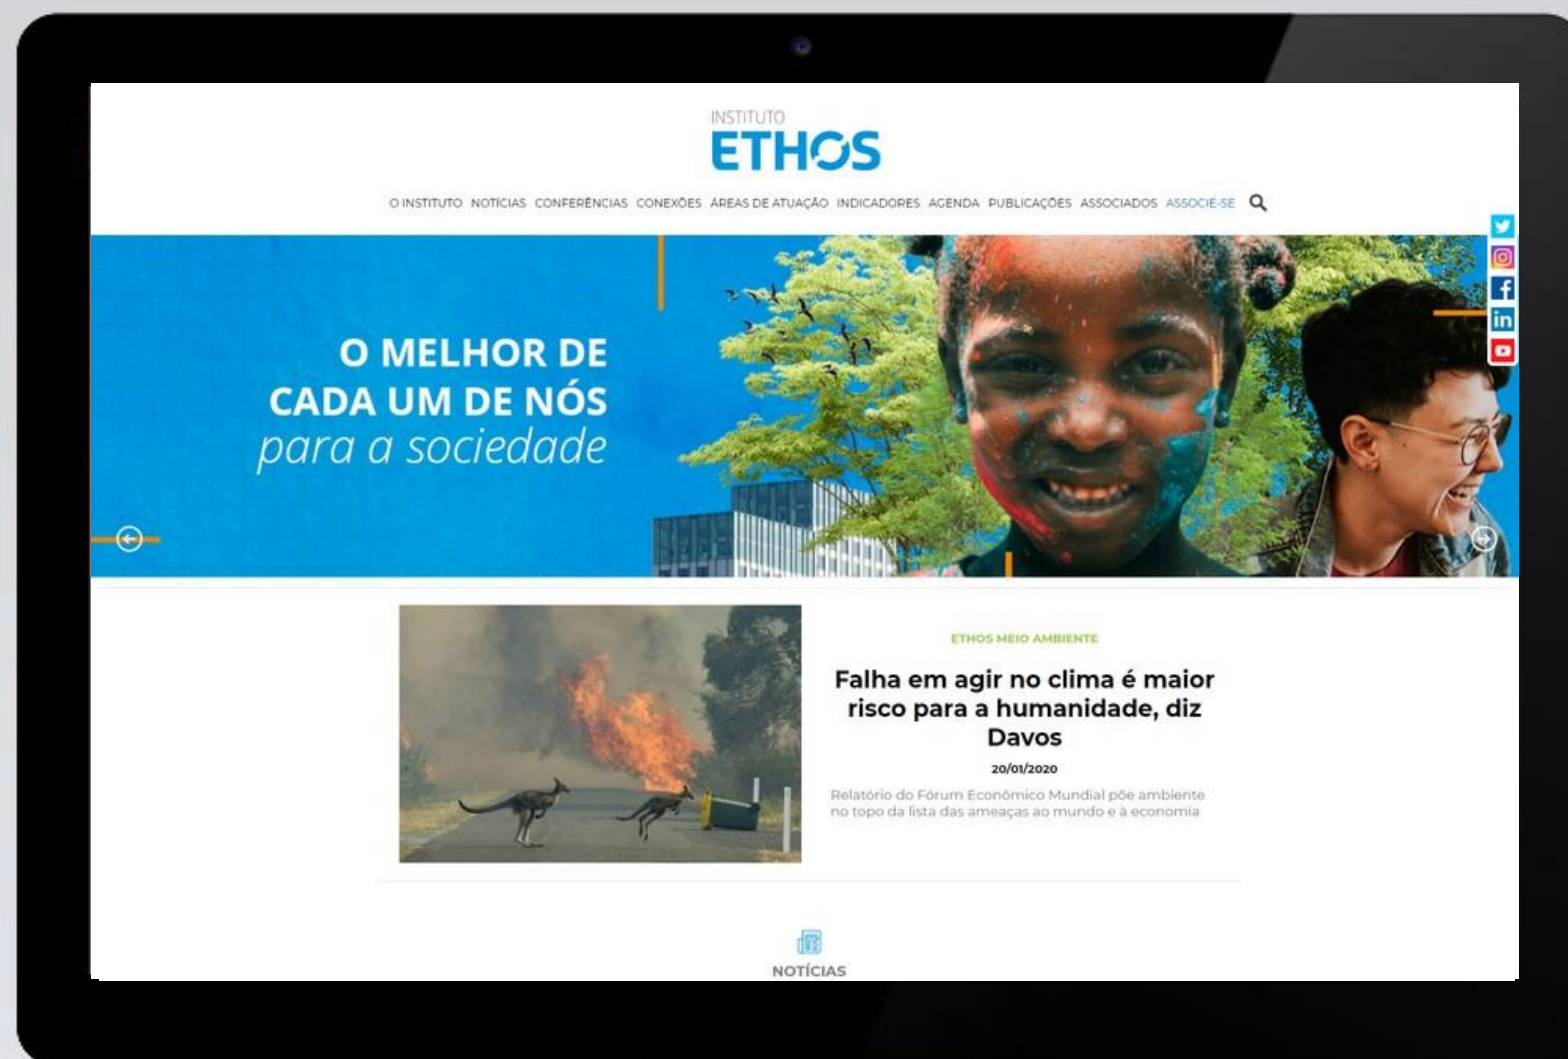 INSTITUTO
ETHOS
O INSTITUTO NOTÍCIAS CONFERÊNCIAS CONEXÕES ÁREAS DE ATUAÇÃO INDICADORES AGENDA PUBLICAÇÕES ASSOCIADOS ASSOCIE-SE
O MELHOR DE
CADA UM DE NÓS
para a sociedade
ETHOS MEIO AMBIENTE
Falha em agir no clima é maior
risco para a humanidade, diz
Davos
20/01/2020
Relatório do Fórum Econômico Mundial põe ambiente
no topo da lista das ameaças ao mundo e à economia
NOTÍCIAS